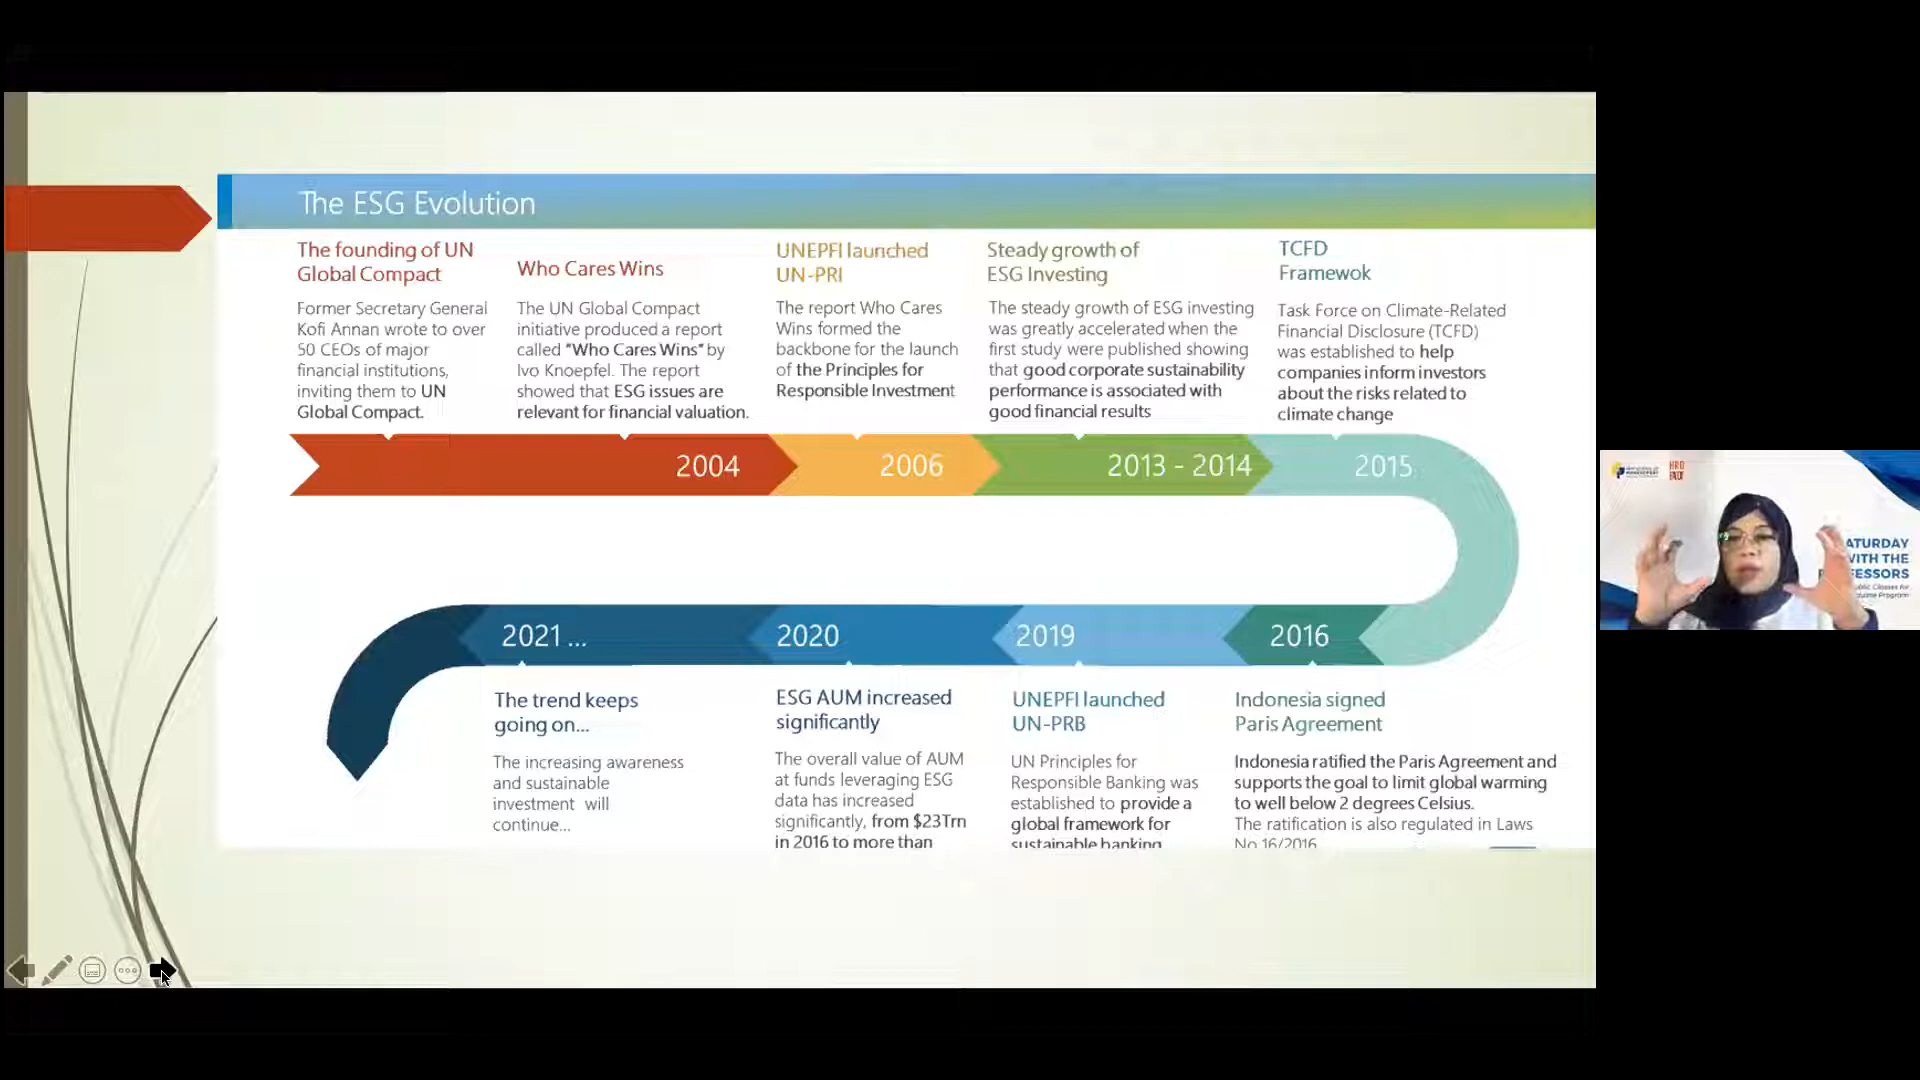 The ESG Evolution
The founding of UN
Global Compact
Former Secretary General
Kofi Annan wrote to over
50 CEOs of major
financial institutions,
inviting them to UN
Global Compact.
Who Cares Wins
The UN Global Compact
initiative produced a report
called "Who Cares Wins" by
Ivo Knoepfel. The report
showed that ESG issues are
relevant for financial valuation.
UNEPFI launched
UN-PRI
The report Who Cares
Wins formed the
backbone for the launch
of the Principles for
Responsible Investment
Steady growth of
ESG Investing
The steady growth of ESG investing
was greatly accelerated when the
first study were published showing
that good corporate sustainability
performance is associated with
good financial results
TCFD
Framewok
Task Force on Climate-Related
Financial Disclosure (TCFD)
was established to help
companies inform investors
about the risks related to
climate change
2004
2006
2013 - 2014
2015
2021 ...
2020
2019
2016
The trend keeps
going on...
The increasing awareness
and sustainable
investment will
continue...
ESG AUM increased
significantly
The overall value of AUM
at funds leveraging ESG
data has increased
significantly, from $23Trn
in 2016 to more than
UNEPFI launched
UN-PRB
UN Principles for
Responsible Banking was
established to provide a
global framework for
sustainable banking
Indonesia signed
Paris Agreement
Indonesia ratified the Paris Agreement and
supports the goal to limit global warming
to well below 2 degrees Celsius.
The ratification is also regulated in Laws
No 16/2016
ATURDAY
WITH THE
ESSORS